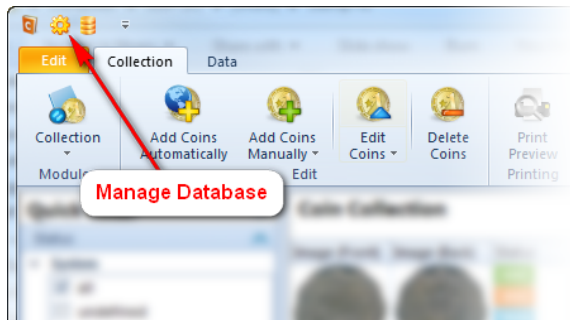 Edit
Collection
Data
Collection
Add Coins
Automatically
Add Coins
Manually
Edit
Coins
Delete
Coins
Print
Preview
Edit
Printing
Manage Database
Coin Collection